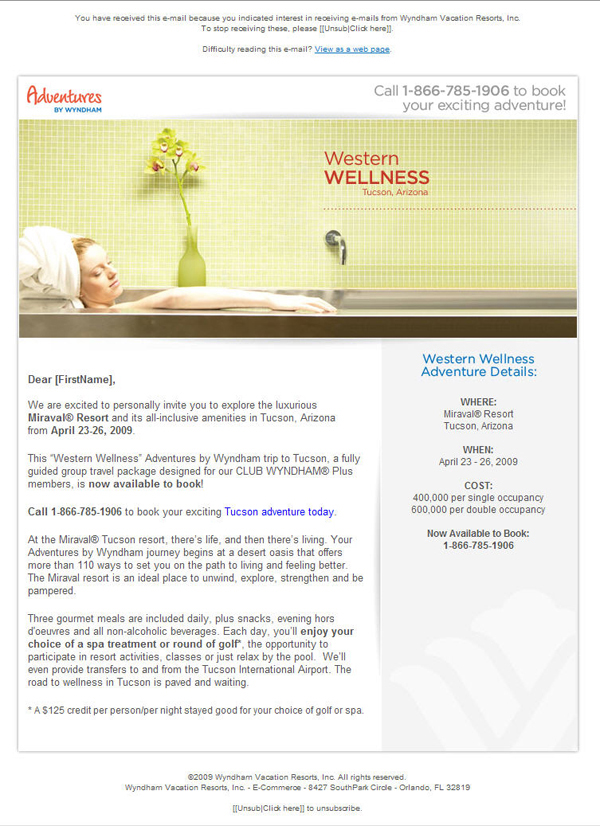 You have received this e-mail because you indicated interest in receiving e-mails from Wyndham Vacation Resorts, Inc.
To stop receiving these, please [[Unsub|Click here]].
Difficulty reading this e-mail? View as a web page.
Adventures
BY WYNDHAM
Call 1-866-785-1906 to book
your exciting adventure!
Western
WELLNESS
Tucson, Arizona
Dear [FirstName],
We are excited to personally invite you to explore the luxurious
Miraval® Resort and its all-inclusive amenities in Tucson, Arizona
from April 23-26, 2009.
This “Western Wellness” Adventures by Wyndham trip to Tucson, a fully
guided group travel package designed for our CLUB WYNDHAM® Plus
members, is now available to book!
Call 1-866-785-1906 to book your exciting Tucson adventure today.
At the Miraval® Tucson resort, there’s life, and then there’s living. Your
Adventures by Wyndham journey begins at a desert oasis that offers
more than 110 ways to set you on the path to living and feeling better.
The Miraval resort is an ideal place to unwind, explore, strengthen and be
pampered.
Three gourmet meals are included daily, plus snacks, evening hors
d’oeuvres and all non-alcoholic beverages. Each day, you’ll enjoy your
choice of a spa treatment or round of golf*, the opportunity to
participate in resort activities, classes or just relax by the pool. We’ll
even provide transfers to and from the Tucson International Airport. The
road to wellness in Tucson is paved and waiting.
* A $125 credit per person/per night stayed good for your choice of golf or spa.
Western Wellness
Adventure Details:
WHERE:
Miraval® Resort
Tucson, Arizona
WHEN:
April 23 - 26, 2009
COST:
400,000 per single occupancy
600,000 per double occupancy
Now Available to Book:
1-866-785-1906
©2009 Wyndham Vacation Resorts, Inc. All rights reserved.
Wyndham Vacation Resorts, Inc. - E-Commerce - 8427 SouthPark Circle - Orlando, FL 32819
[[Unsub|Click here]] to unsubscribe.